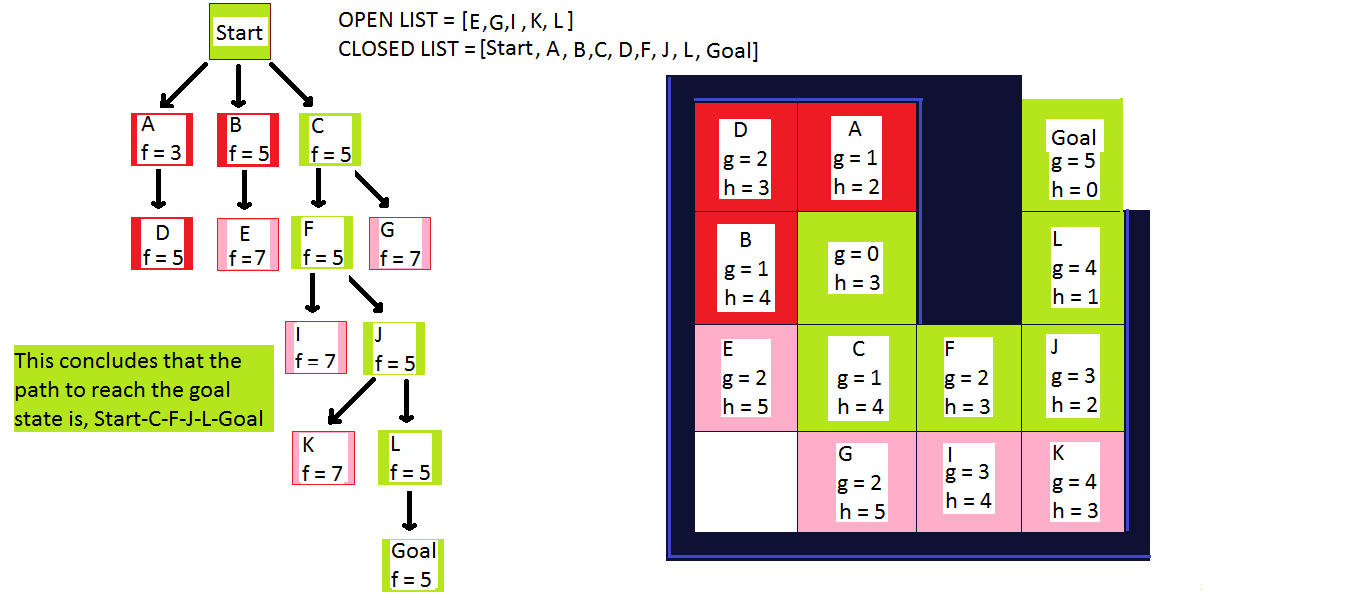 Start
OPEN LIST = [E,G,I ,K, L ]
CLOSED LIST = [Start, A, B,C, D,F, J, L, Goal]
A
f = 3
B
f = 5
C
f = 5
D
f = 5
E
f =7
F
f = 5
G
f = 7
I
f = 7
J
f = 5
This concludes that the
path to reach the goal
state is, Start-C-F-J-L-Goal
K
f = 7
L
f = 5
Goal
f = 5
D
g = 2
h = 3
A
g = 1
h = 2
Goal
g = 5
h = 0
B
g = 1
h = 4
g = 0
h = 3
L
g = 4
h = 1
E
g = 2
h = 5
C
g = 1
h = 4
F
g = 2
h = 3
J
g = 3
h = 2
G
g = 2
h = 5
I
g = 3
h = 4
K
g = 4
h = 3